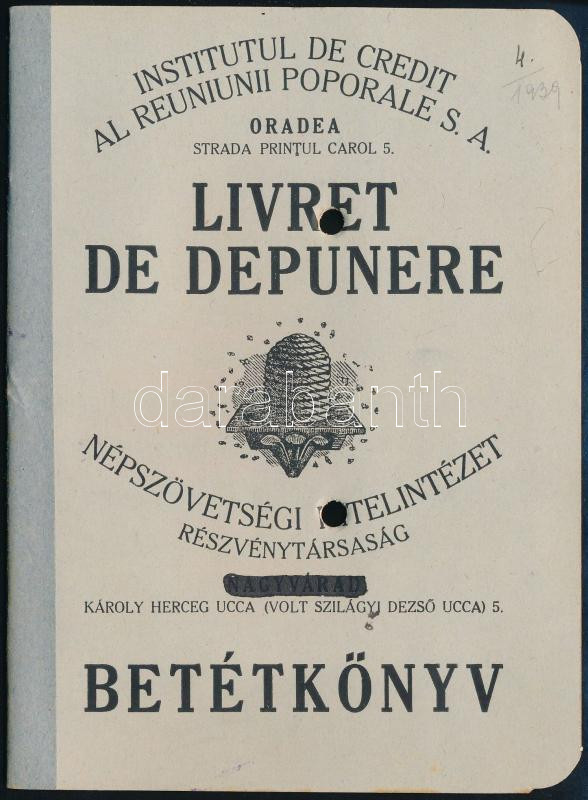 INSTITUTUL DE CREDIT
AL REUNIUNII POPORALE S. A.
4.
1939
ORADEA
STRADA PRINȚUL CAROL 5.
LIVRET
DE DEPUNERE
darabanth
NÉPSZÖVETSÉGI HITELINTÉZET
RÉSZVÉNYTÁRSASÁG
NAGYVÁRAD
KÁROLY HERCEG UCCA (VOLT SZILÁGYI DEZSŐ UCCA) 5.
BETÉTKÖNYV